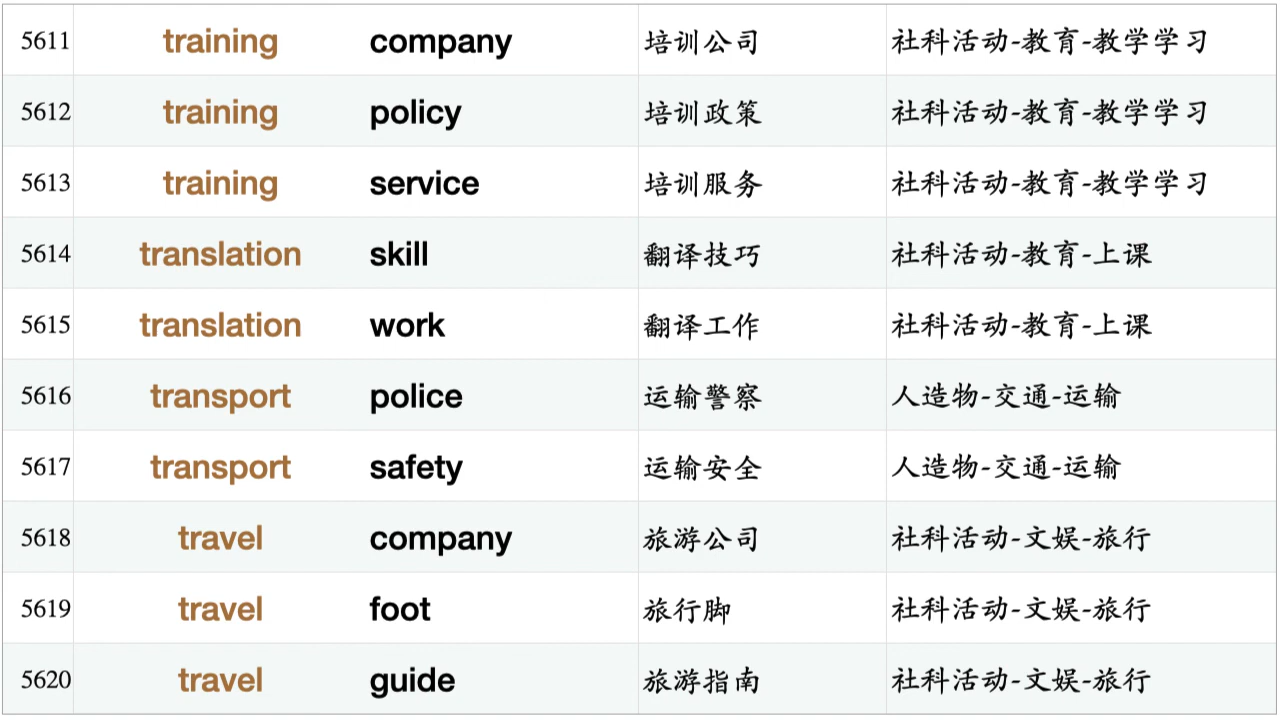 5611 training company 培训公司 社科活动-教育-教学学习
5612 training policy 培训政策 社科活动-教育-教学学习
5613 training service 培训服务 社科活动-教育-教学学习
5614 translation skill 翻译技巧 社科活动-教育-上课
5615 translation work 翻译工作 社科活动-教育-上课
5616 transport police 运输警察 人造物-交通-运输
5617 transport safety 运输安全 人造物-交通-运输
5618 travel company 旅游公司 社科活动-文娱-旅行
5619 travel foot 旅行脚 社科活动-文娱-旅行
5620 travel guide 旅游指南 社科活动-文娱-旅行